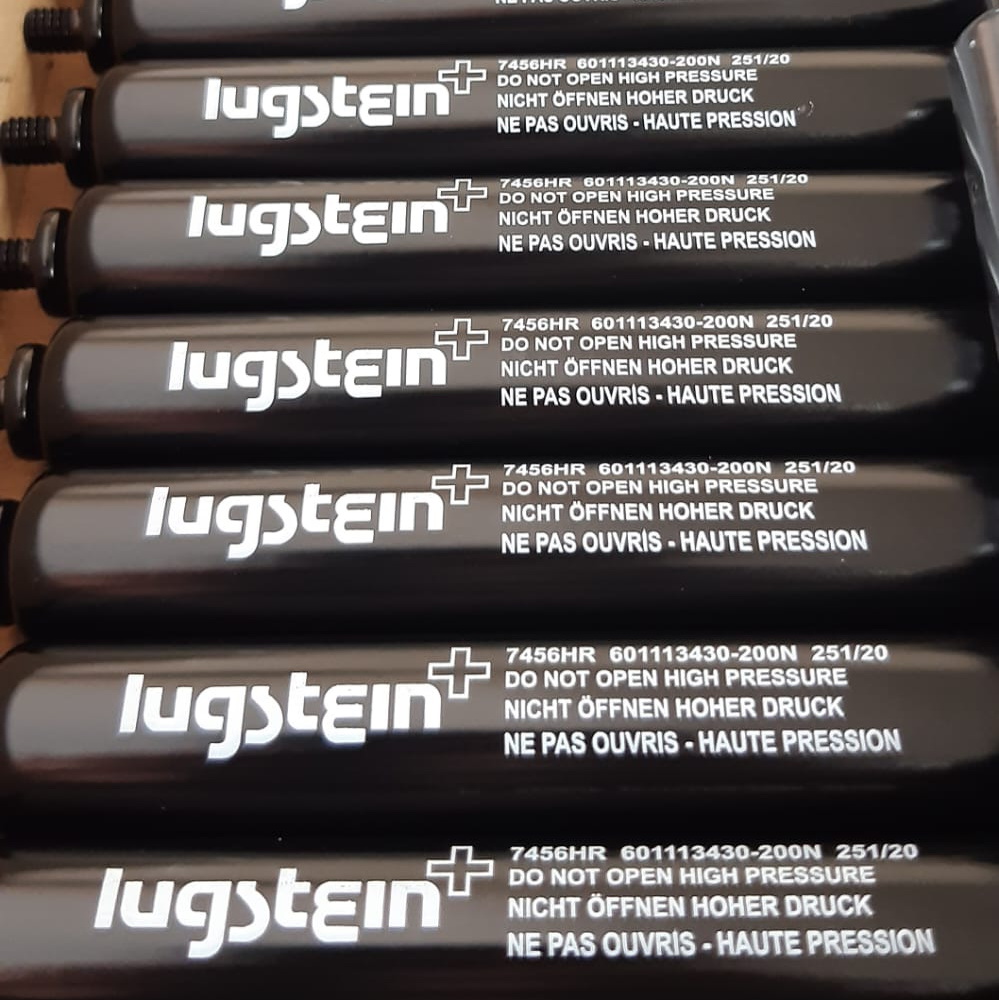 lugstein
7456HR 601113430-200N 251/20
DO NOT OPEN HIGH PRESSURE
NICHT ÖFFNEN HOHER DRUCK
NE PAS OUVRIS - HAUTE PRESSION
lugstein
7456HR 601113430-200N 251/20
DO NOT OPEN HIGH PRESSURE
NICHT ÖFFNEN HOHER DRUCK
NE PAS OUVRIS - HAUTE PRESSION
lugstein
7456HR 601113430-200N 251/20
DO NOT OPEN HIGH PRESSURE
NICHT ÖFFNEN HOHER DRUCK
NE PAS OUVRIS - HAUTE PRESSION
lugstein
7456HR 601113430-200N 251/20
DO NOT OPEN HIGH PRESSURE
NICHT ÖFFNEN HOHER DRUCK
NE PAS OUVRIS - HAUTE PRESSION
lugstein
7456HR 601113430-200N 251/20
DO NOT OPEN HIGH PRESSURE
NICHT ÖFFNEN HOHER DRUCK
NE PAS OUVRIS - HAUTE PRESSION
lugstein
7456HR 601113430-200N 251/20
DO NOT OPEN HIGH PRESSURE
NICHT ÖFFNEN HOHER DRUCK
NE PAS OUVRIS - HAUTE PRESSION